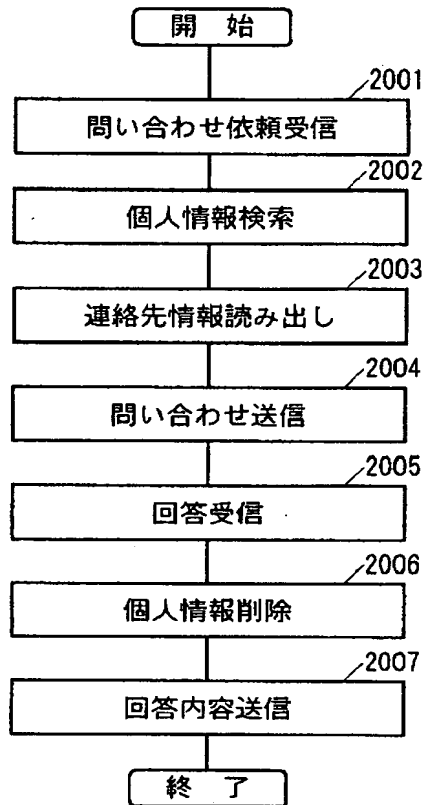 開 始
2001
問い合わせ依頼受信
2002
個人情報検索
2003
連絡先情報読み出し
2004
問い合わせ送信
2005
回答受信
2006
個人情報削除
2007
回答内容送信
終 了